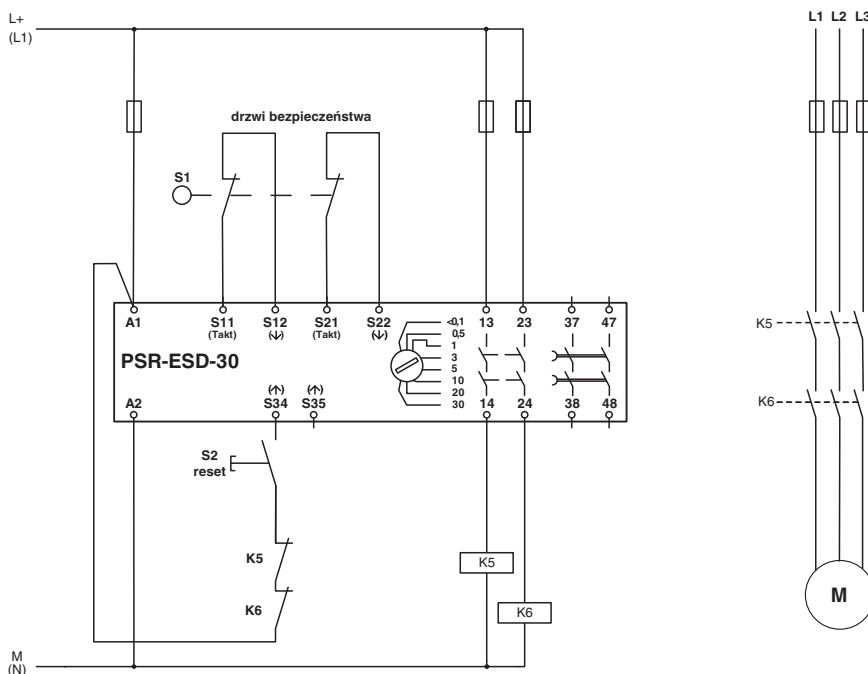 L+
(L1)
L1 L2 L3
drzwi bezpieczeństwa
S1
A1 S11 S12 S21 S22 <0,1 13 23 37 47
(Takt) (↓) (Takt) (↓)
0,5
1
PSR-ESD-30
3
5
10
20
30
(↑) (↑)
A2 S34 S35 14 24 38 48
K5
K6
S2
reset
K5
K6
K5
K6
M
M
(N)